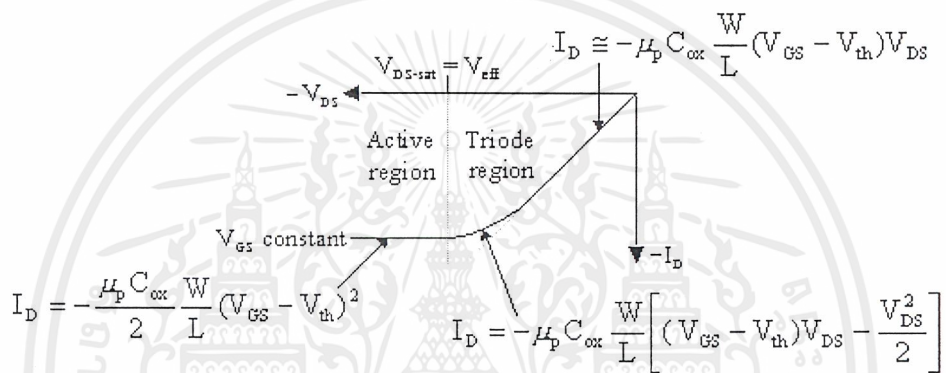 I_D ≅ -μ_p C_ox W/L (V_GS - V_th)V_DS
V_DS-sat = V_eff
-V_DS
Active region
Triode region
V_GS constant
-I_D
I_D = -μ_p C_ox/2 W/L (V_GS - V_th)^2
I_D = -μ_p C_ox W/L [(V_GS - V_th)V_DS - V_DS^2/2]